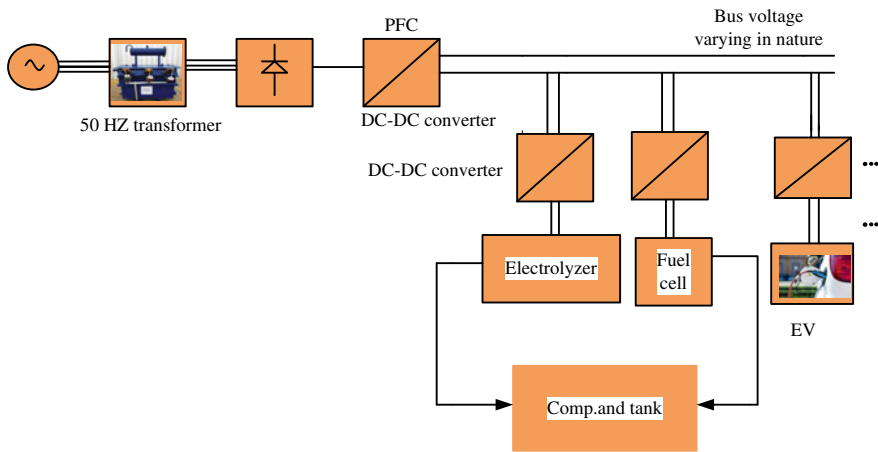 PFC
Bus voltage
varying in nature
50 HZ transformer
DC-DC converter
DC-DC converter
Electrolyzer
Fuel
cell
EV
Comp.and tank